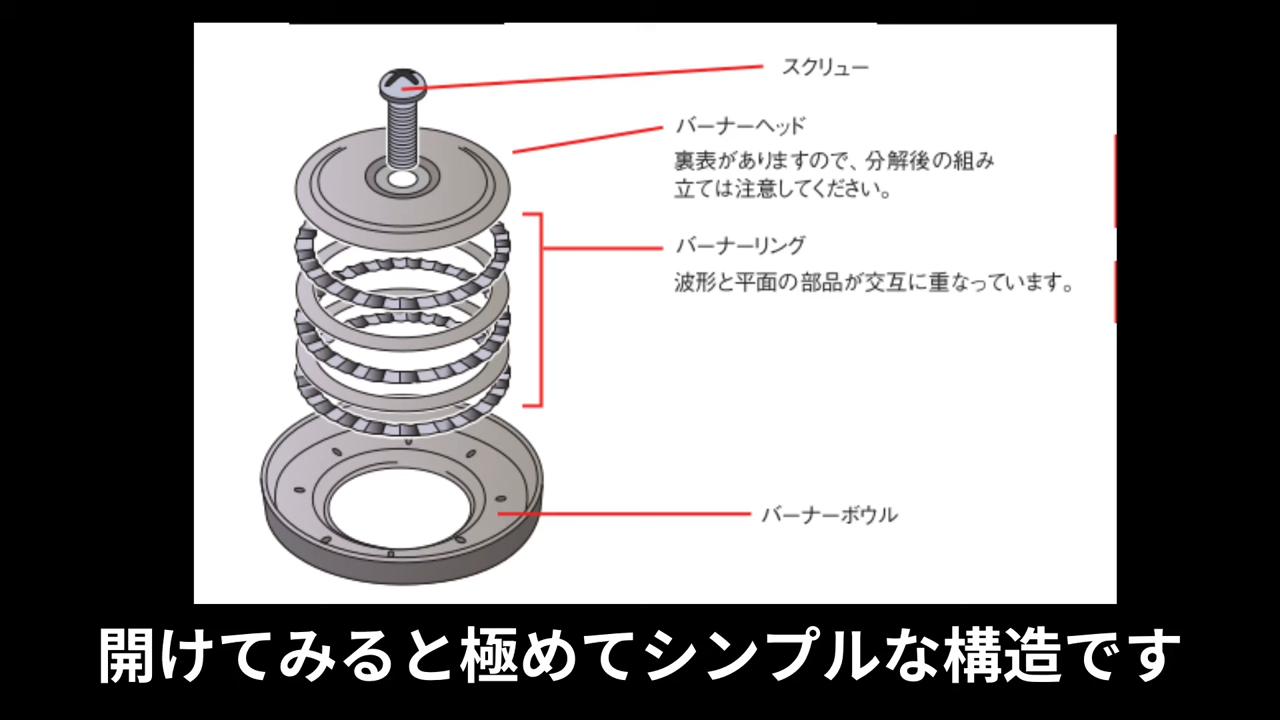 スクリュー
バーナーヘッド
裏表がありますので、分解後の組み
立ては注意してください。
バーナーリング
波形と平面の部品が交互に重なっています。
バーナーボウル
開けてみると極めてシンプルな構造です